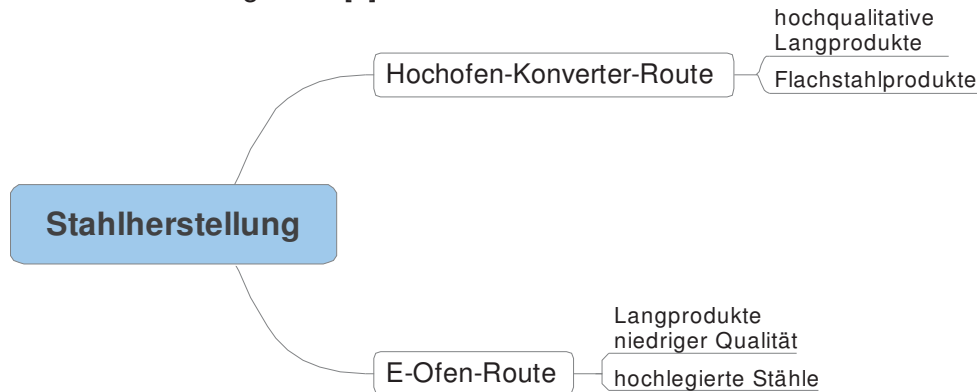 hochqualitative
Langprodukte
Hochofen-Konverter-Route
Flachstahlprodukte
Stahlherstellung
Langprodukte
niedriger Qualität
E-Ofen-Route
hochlegierte Stähle